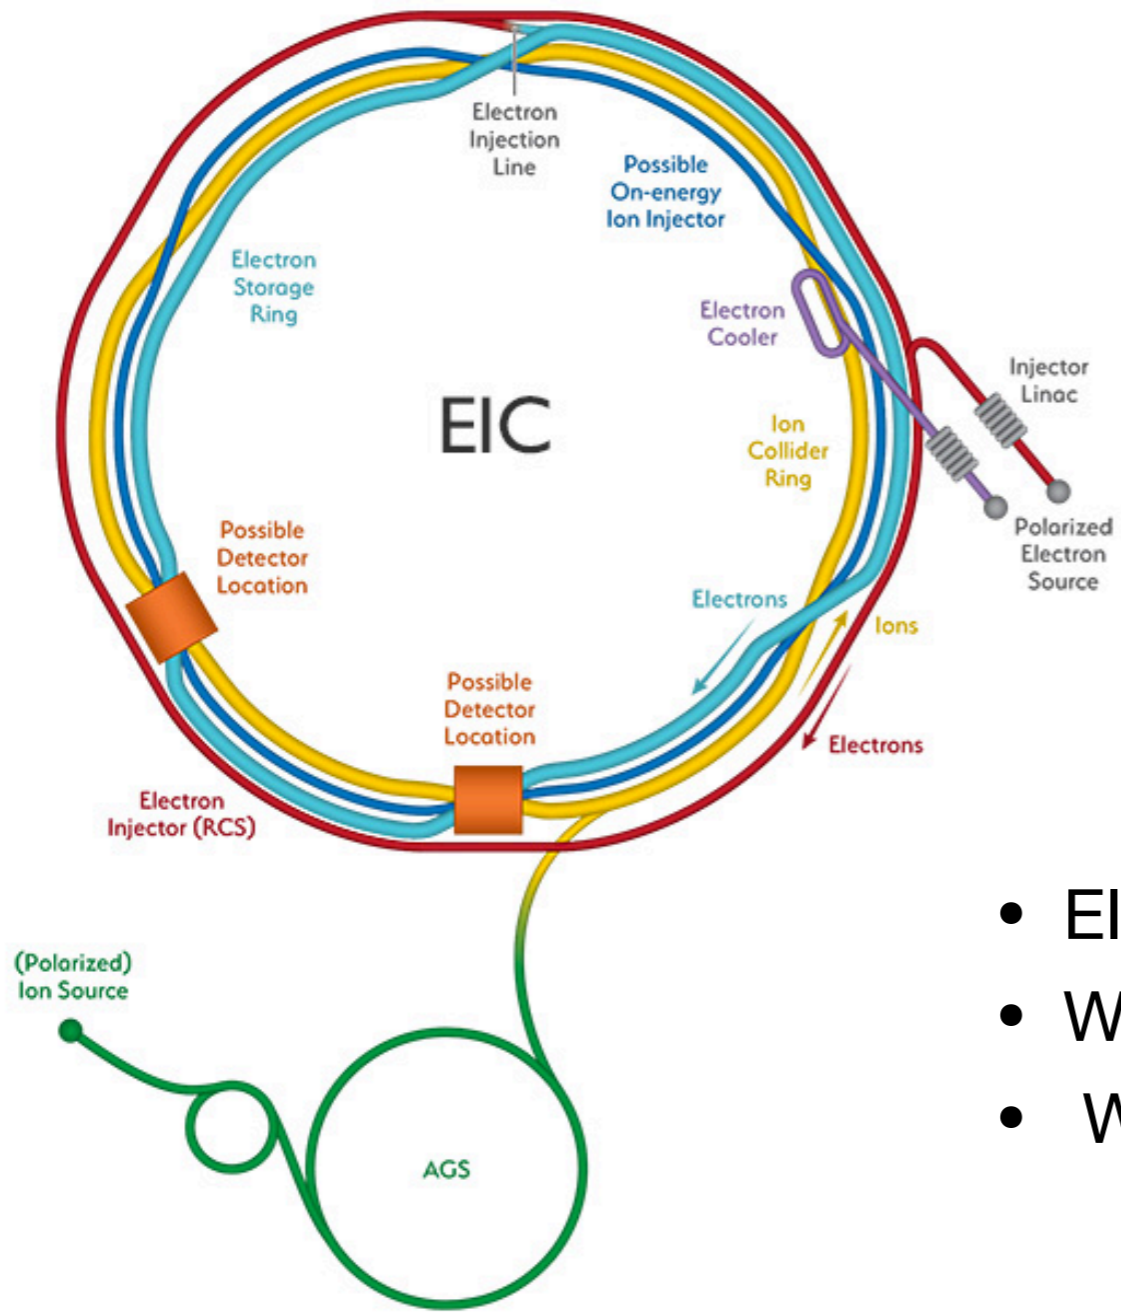 Electron
Injection
Line
Possible
On-energy
Ion Injector
Electron
Storage
Ring
Electron
Cooler
Injector
Linac
EIC
Ion
Collider
Ring
Polarized
Electron
Source
Possible
Detector
Location
Electrons
Ions
Possible
Detector
Location
Electrons
Electron
Injector (RCS)
(Polarized)
Ion Source
AGS
• EI
• W
• W